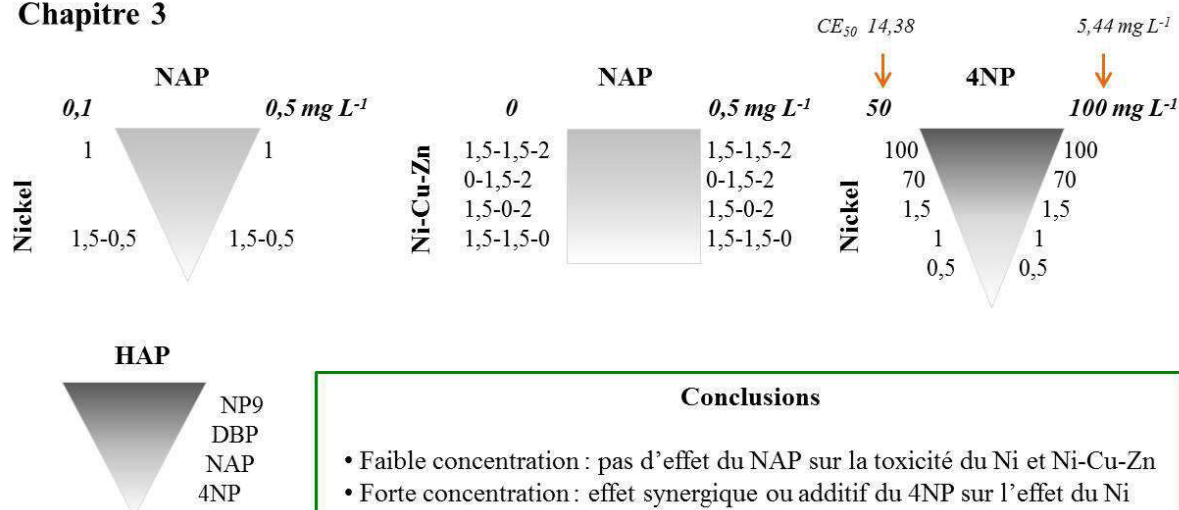 Chapitre 3
CE50 14,38
5,44 mg L-1
NAP
0,1
0,5 mg L-1
Nickel
1
1
1,5-0,5
1,5-0,5
NAP
0
0,5 mg L-1
Ni-Cu-Zn
1,5-1,5-2
1,5-1,5-2
0-1,5-2
0-1,5-2
1,5-0-2
1,5-0-2
1,5-1,5-0
1,5-1,5-0
4NP
50
100 mg L-1
Nickel
100
100
70
70
1,5
1,5
1
1
0,5
0,5
HAP
NP9
DBP
NAP
4NP
Conclusions
• Faible concentration : pas d'effet du NAP sur la toxicité du Ni et Ni-Cu-Zn
• Forte concentration : effet synergique ou additif du 4NP sur l'effet du Ni